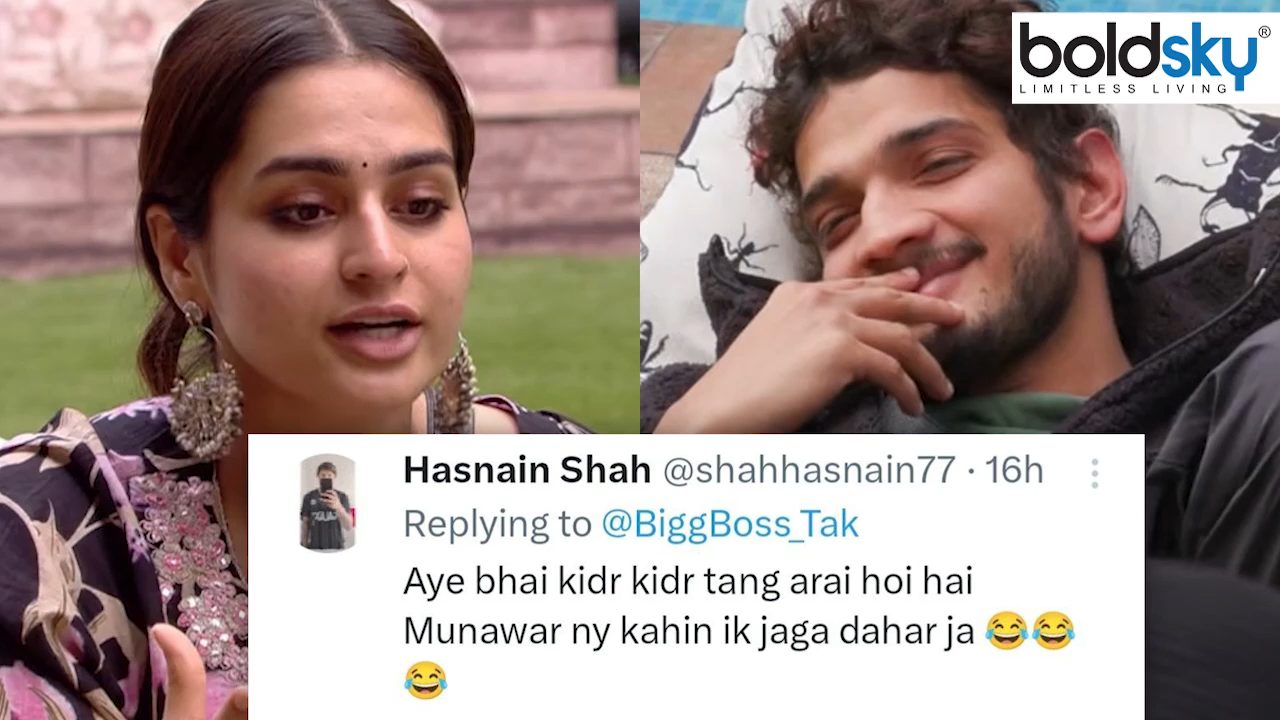 boldsky®
LIMITLESS LIVING
Hasnain Shah @shahhasnain77 · 16h
Replying to @BiggBoss_Tak
Aye bhai kidr kidr tang arai hoi hai
Munawar ny kahin ik jaga dahar ja 😂😂
😂